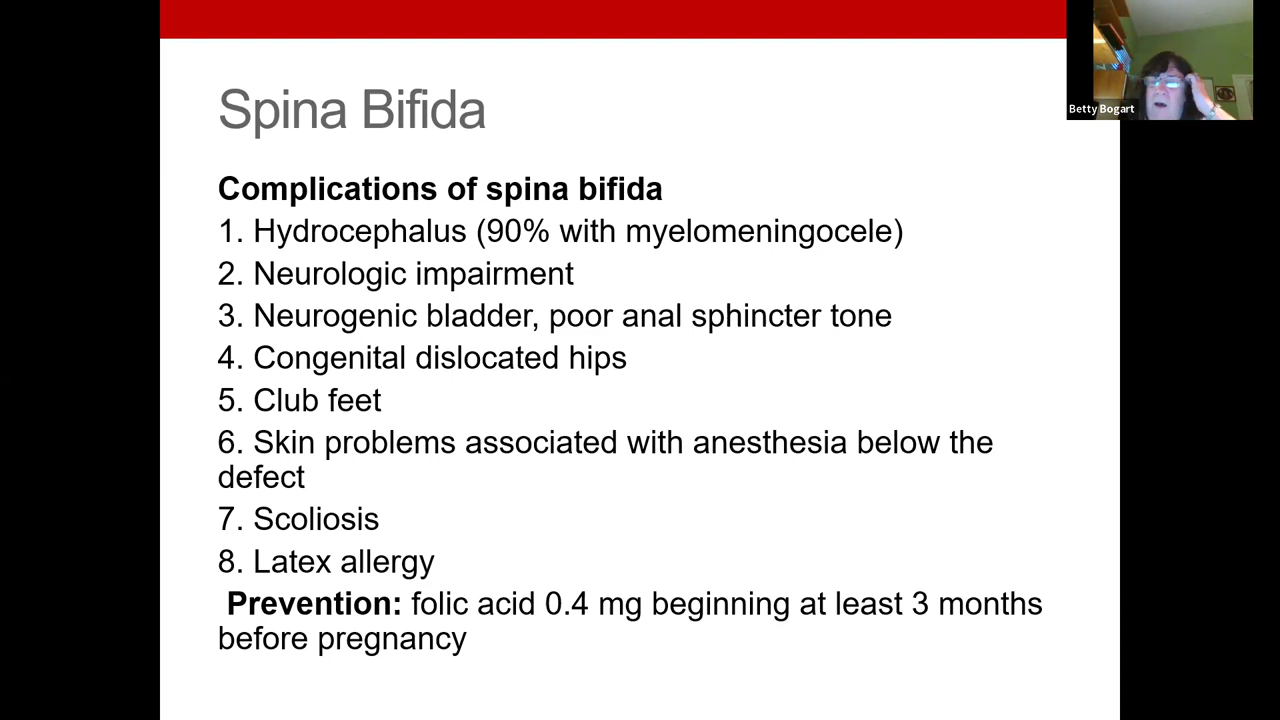 Spina Bifida
Betty Bogart
Complications of spina bifida
1. Hydrocephalus (90% with myelomeningocele)
2. Neurologic impairment
3. Neurogenic bladder, poor anal sphincter tone
4. Congenital dislocated hips
5. Club feet
6. Skin problems associated with anesthesia below the
defect
7. Scoliosis
8. Latex allergy
Prevention: folic acid 0.4 mg beginning at least 3 months
before pregnancy